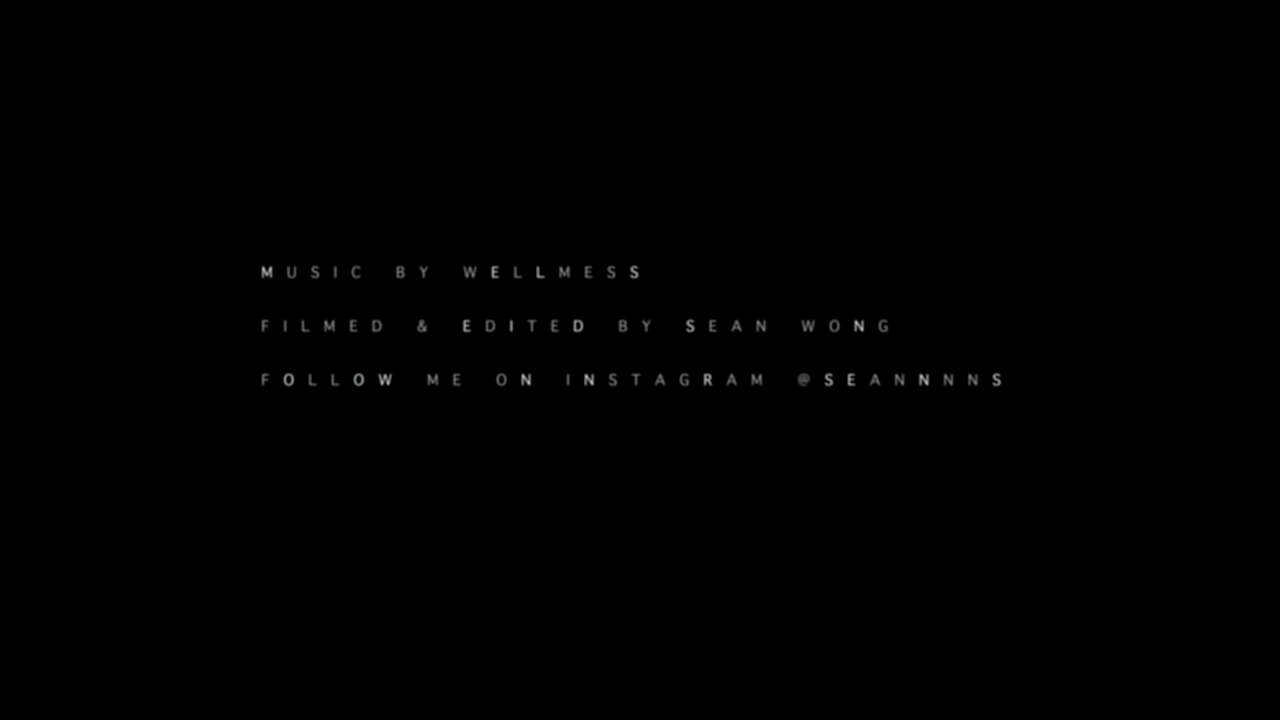 MUSIC BY WELLMESS
FILMED & EDITED BY SEAN WONG
FOLLOW ME ON INSTAGRAM @SEANNNNS